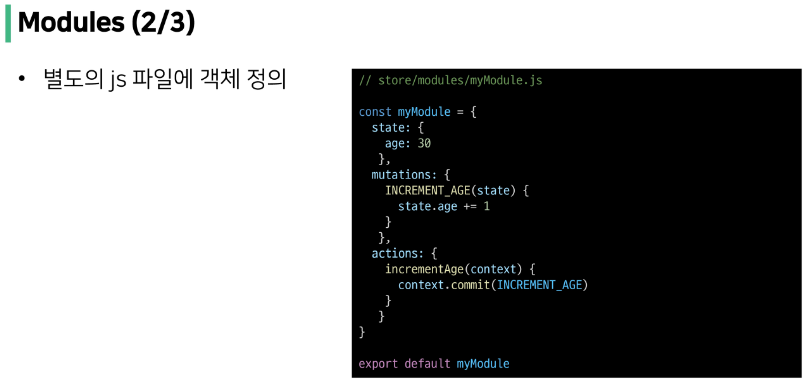 Modules (2/3)
• 별도의 js 파일에 객체 정의
// store/modules/myModule.js
const myModule = {
  state: {
    age: 30
   },
  mutations: {
    INCREMENT_AGE(state) {
      state.age += 1
    }
   },
  actions: {
    incrementAge(context) {
      context.commit(INCREMENT_AGE)
    }
   }
}
export default myModule